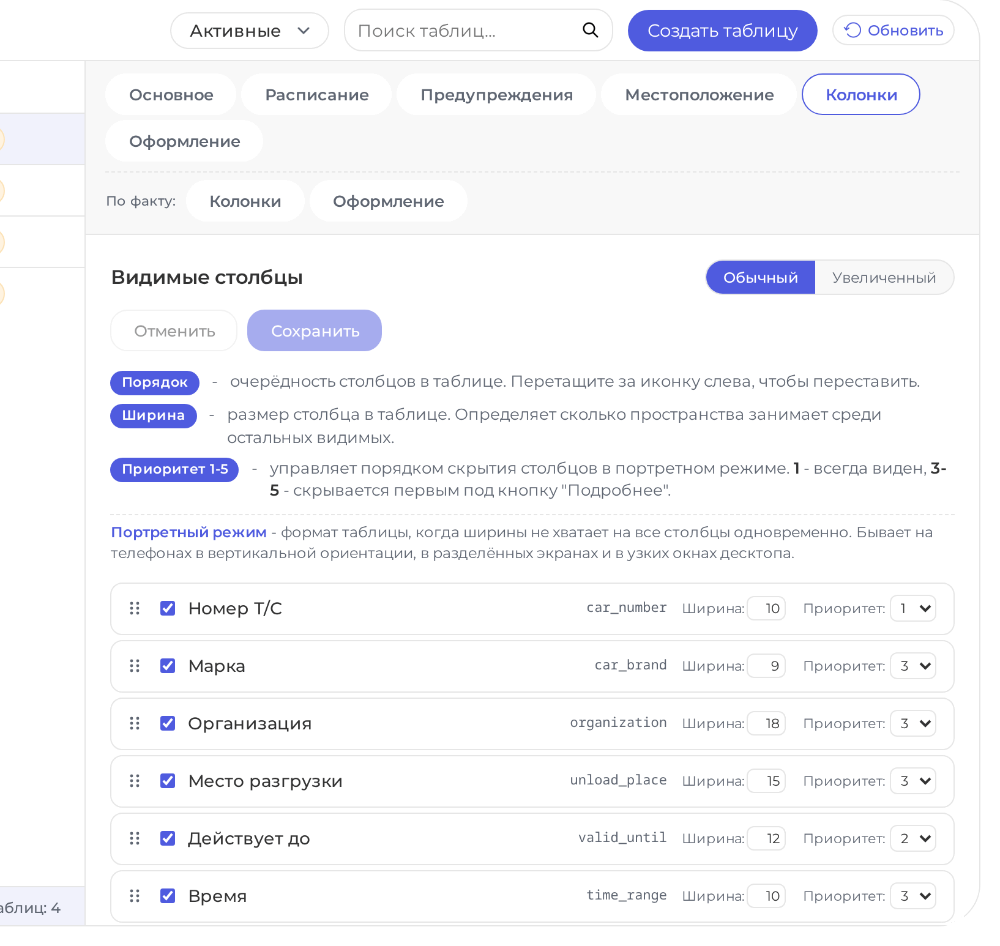 Активные
Поиск таблиц...
Создать таблицу
Обновить
Основное
Расписание
Предупреждения
Местоположение
Колонки
Оформление
По факту:
Колонки
Оформление
Видимые столбцы
Обычный
Увеличенный
Отменить
Сохранить
Порядок - очерёдность столбцов в таблице. Перетащите за иконку слева, чтобы переставить.
Ширина - размер столбца в таблице. Определяет сколько пространства занимает среди
остальных видимых.
Приоритет 1-5 - управляет порядком скрытия столбцов в портретном режиме. 1 - всегда виден, 3-
5 - скрывается первым под кнопку "Подробнее".
Портретный режим - формат таблицы, когда ширины не хватает на все столбцы одновременно. Бывает на
телефонах в вертикальной ориентации, в разделённых экранах и в узких окнах десктопа.
Номер Т/С car_number Ширина: 10 Приоритет: 1
Марка car_brand Ширина: 9 Приоритет: 3
Организация organization Ширина: 18 Приоритет: 3
Место разгрузки unload_place Ширина: 15 Приоритет: 3
Действует до valid_until Ширина: 12 Приоритет: 2
Время time_range Ширина: 10 Приоритет: 3
аблиц: 4